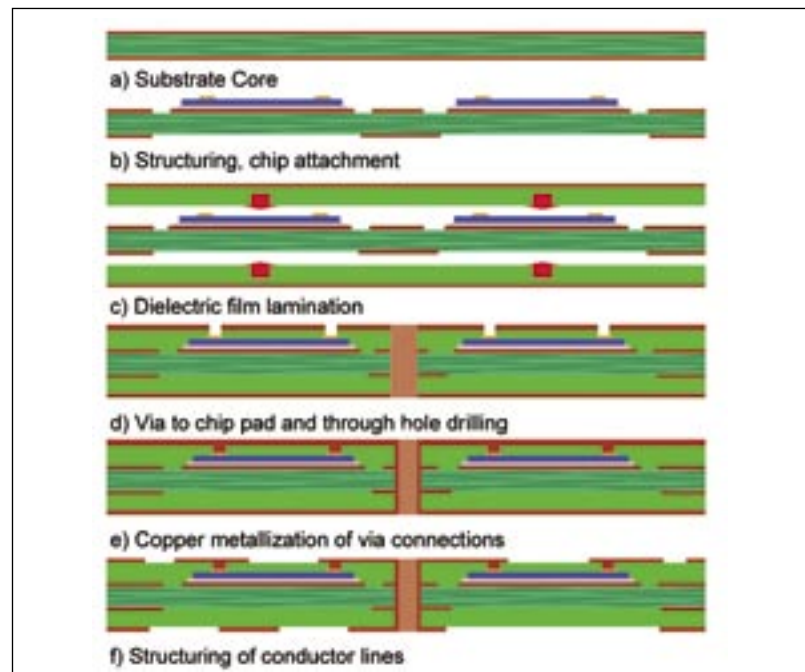 a) Substrate Core
b) Structuring, chip attachment
c) Dielectric film lamination
d) Via to chip pad and through hole drilling
e) Copper metallization of via connections
f) Structuring of conductor lines